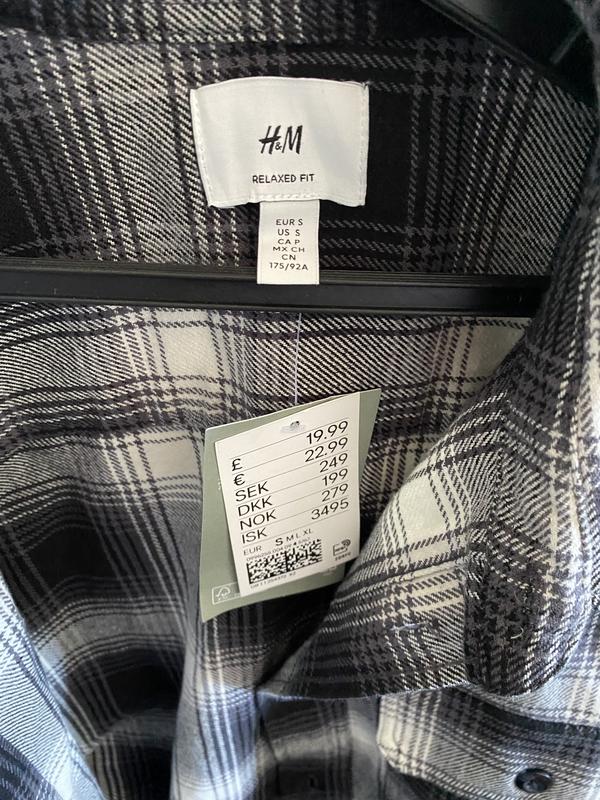 H&M
RELAXED FIT
EUR S
US S
CA P
MX CH
CN
175/92A
£ 19.99
€ 22.99
SEK 249
DKK 199
NOK 279
ISK 3495
EUR S M L XL